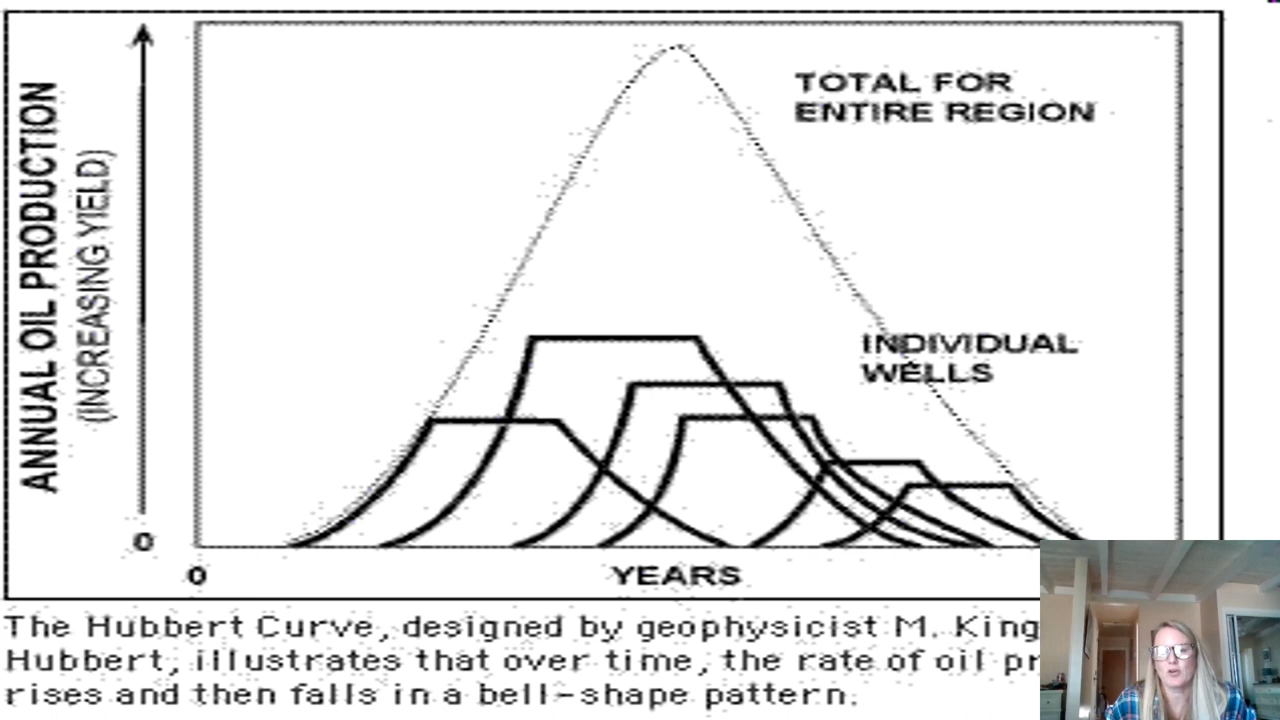 ANNUAL OIL PRODUCTION
(INCREASING YIELD)
TOTAL FOR
ENTIRE REGION
INDIVIDUAL
WELLS
0
0
YEARS
The Hubbert Curve, designed by geophysicist M. King
Hubbert, illustrates that over time, the rate of oil pr
rises and then falls in a bell-shape pattern.